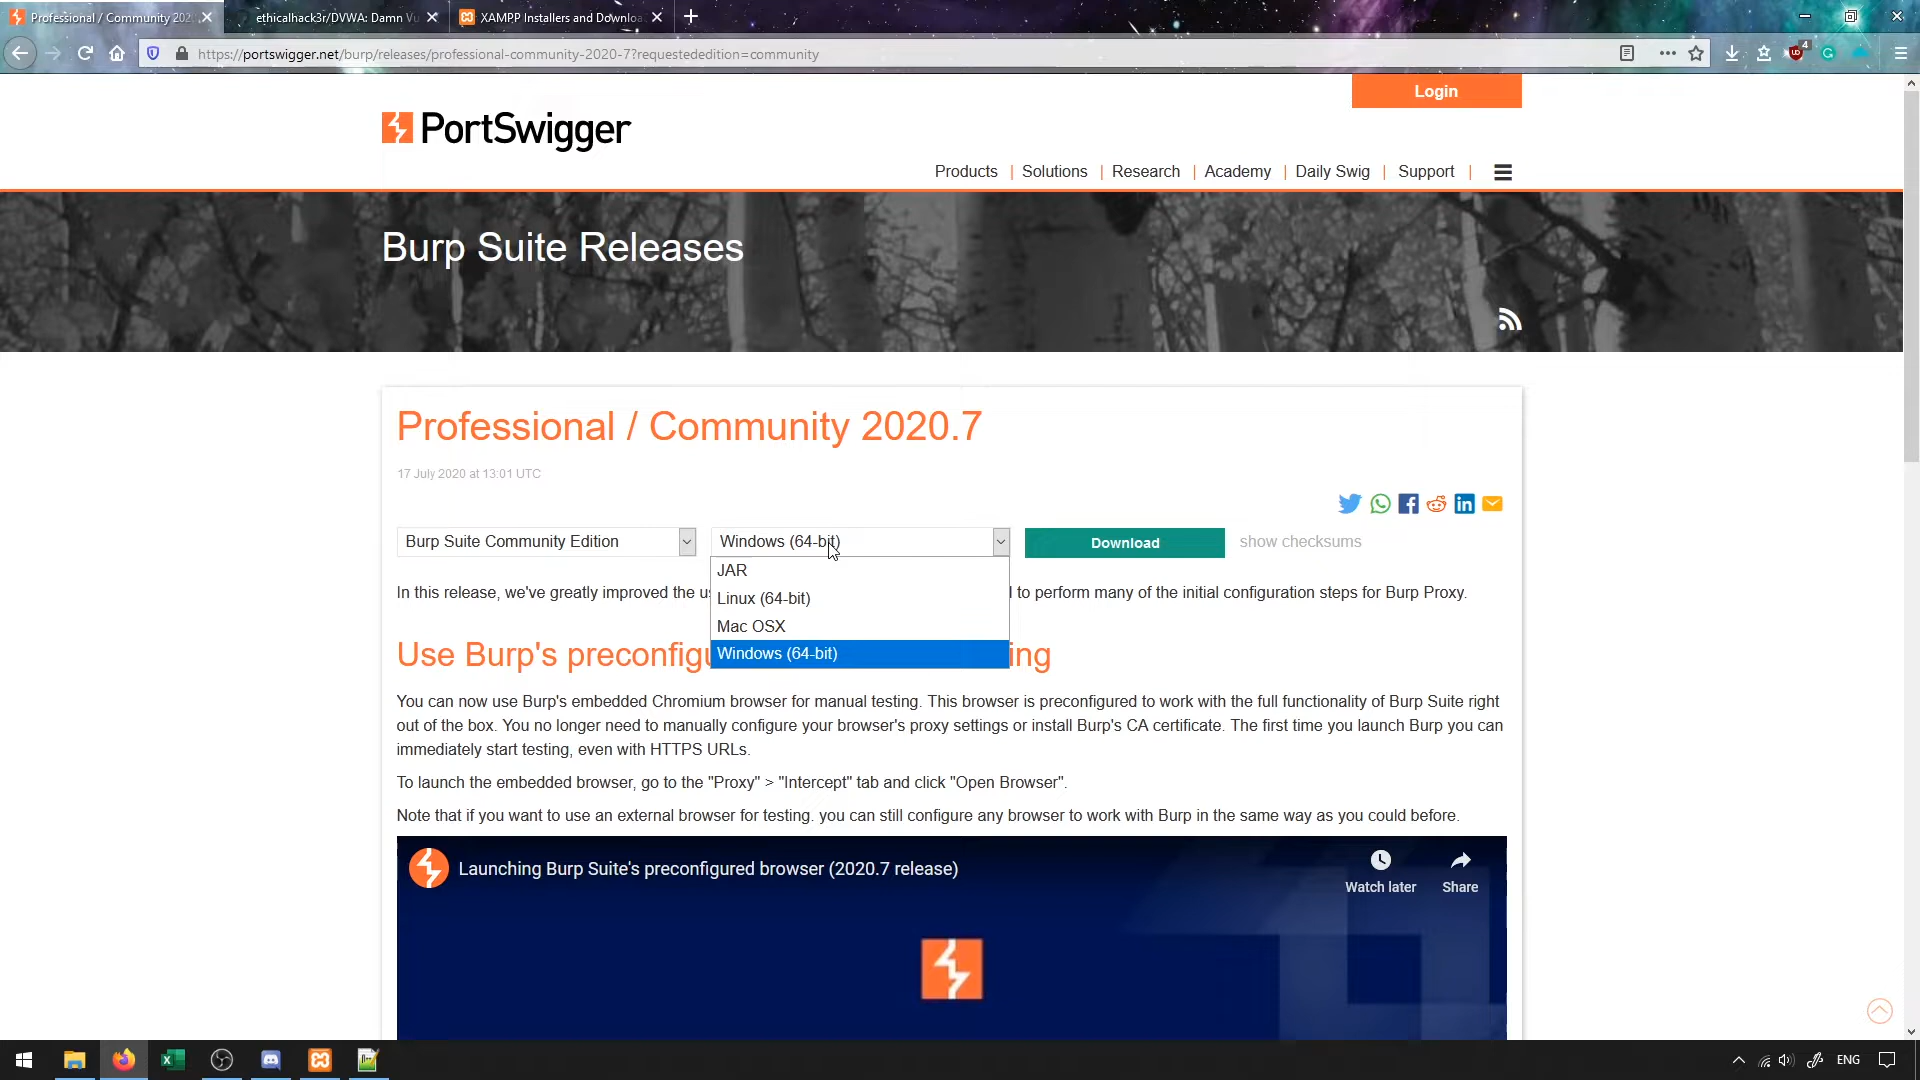 Professional / Community 202
ethicalhack3r/DVWA: Damn Vu
XAMPP Installers and Downloa
https://portswigger.net/burp/releases/professional-community-2020-7?requestededition=community
4
Login
PortSwigger
Products | Solutions | Research | Academy | Daily Swig | Support |
Burp Suite Releases
Professional / Community 2020.7
17 July 2020 at 13:01 UTC
Burp Suite Community Edition
Windows (64-bit)
Download
show checksums
JAR
Linux (64-bit)
Mac OSX
Windows (64-bit)
In this release, we've greatly improved the us
to perform many of the initial configuration steps for Burp Proxy.
Use Burp's preconfigu
ing
You can now use Burp's embedded Chromium browser for manual testing. This browser is preconfigured to work with the full functionality of Burp Suite right
out of the box. You no longer need to manually configure your browser's proxy settings or install Burp's CA certificate. The first time you launch Burp you can
immediately start testing, even with HTTPS URLs.
To launch the embedded browser, go to the "Proxy" > "Intercept" tab and click "Open Browser".
Note that if you want to use an external browser for testing. you can still configure any browser to work with Burp in the same way as you could before.
Launching Burp Suite's preconfigured browser (2020.7 release)
Watch later
Share
ENG